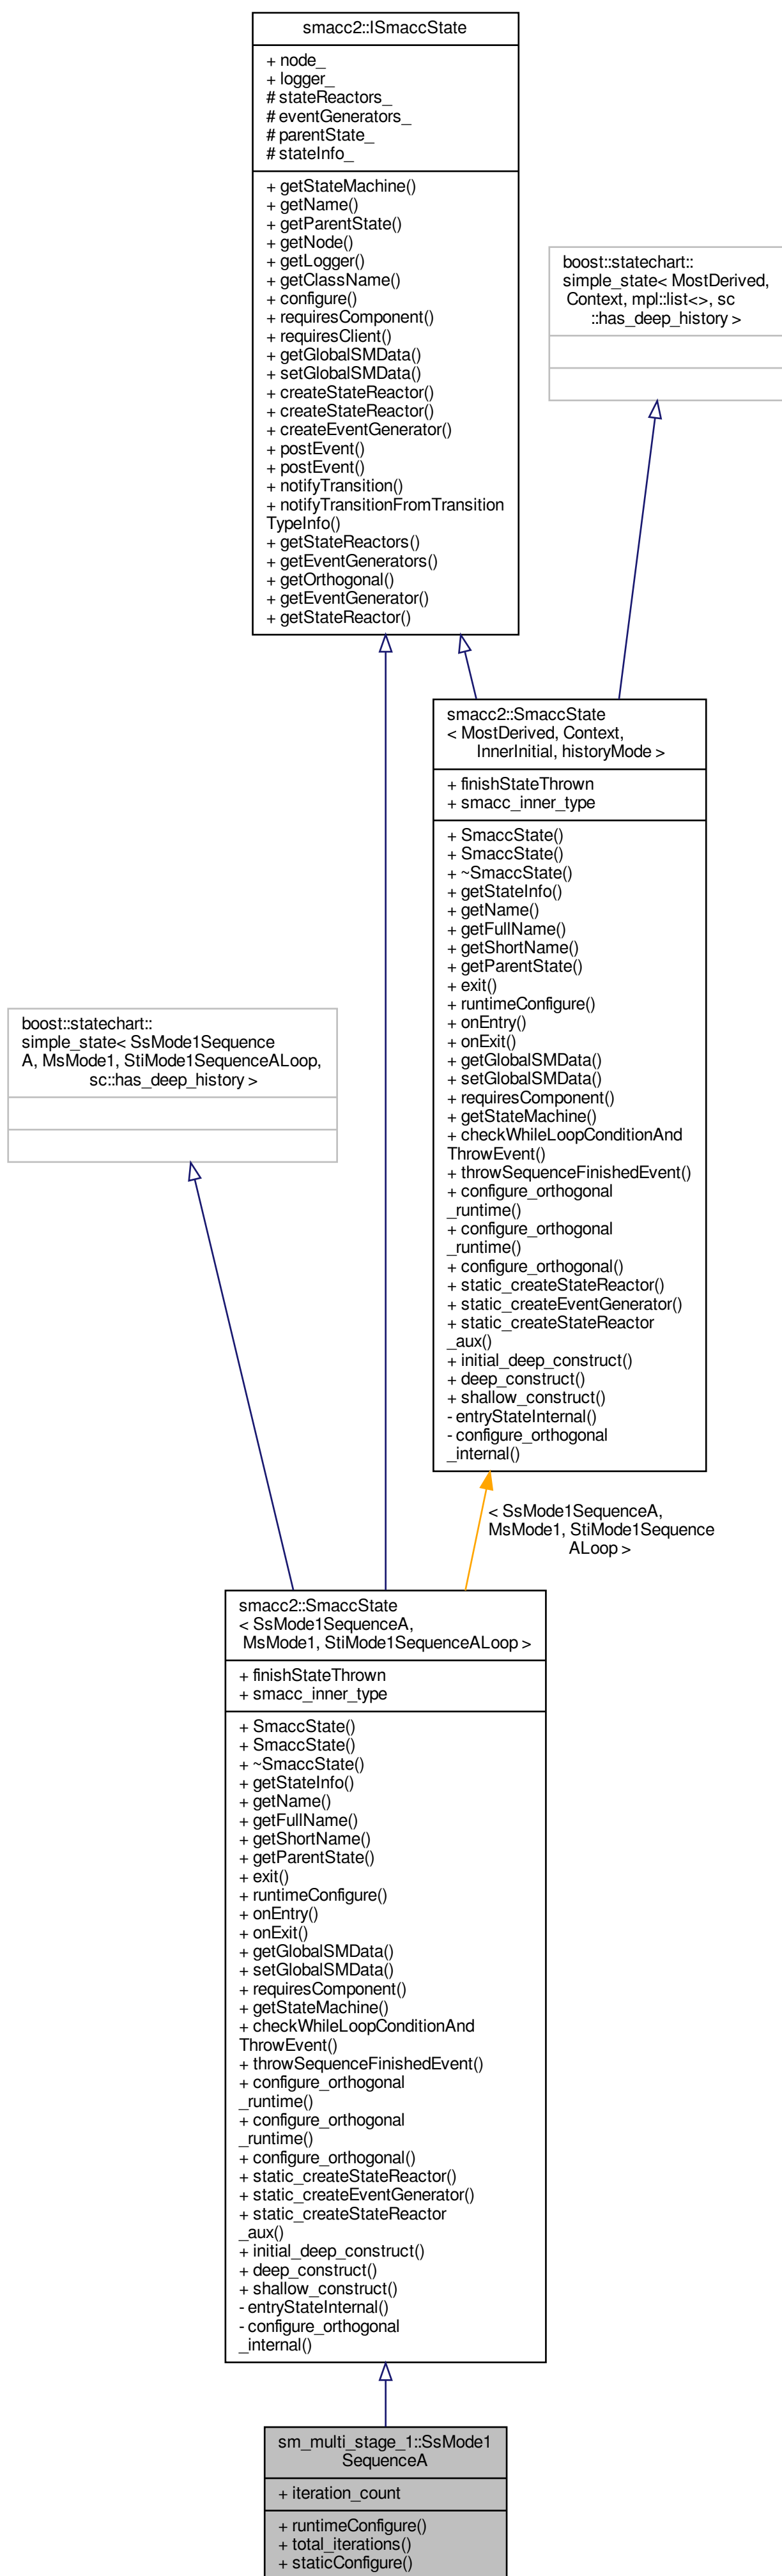 smacc2::ISmaccState
+ node_
+ logger_
# stateReactors_
# eventGenerators_
# parentState_
# stateInfo_
+ getStateMachine()
+ getName()
+ getParentState()
+ getNode()
+ getLogger()
+ getClassName()
+ configure()
+ requiresComponent()
+ requiresClient()
+ getGlobalSMData()
+ setGlobalSMData()
+ createStateReactor()
+ createStateReactor()
+ createEventGenerator()
+ postEvent()
+ postEvent()
+ notifyTransition()
+ notifyTransitionFromTransition
TypeInfo()
+ getStateReactors()
+ getEventGenerators()
+ getOrthogonal()
+ getEventGenerator()
+ getStateReactor()
boost::statechart::
simple_state< MostDerived,
Context, mpl::list<>, sc
::has_deep_history >
smacc2::SmaccState
< MostDerived, Context,
InnerInitial, historyMode >
+ finishStateThrown
+ smacc_inner_type
+ SmaccState()
+ SmaccState()
+ ~SmaccState()
+ getStateInfo()
+ getName()
+ getFullName()
+ getShortName()
+ getParentState()
+ exit()
+ runtimeConfigure()
+ onEntry()
+ onExit()
+ getGlobalSMData()
+ setGlobalSMData()
+ requiresComponent()
+ getStateMachine()
+ checkWhileLoopConditionAnd
ThrowEvent()
+ throwSequenceFinishedEvent()
+ configure_orthogonal
_runtime()
+ configure_orthogonal
_runtime()
+ configure_orthogonal()
+ static_createStateReactor()
+ static_createEventGenerator()
+ static_createStateReactor
_aux()
+ initial_deep_construct()
+ deep_construct()
+ shallow_construct()
- entryStateInternal()
- configure_orthogonal
_internal()
boost::statechart::
simple_state< SsMode1Sequence
A, MsMode1, StiMode1SequenceALoop,
sc::has_deep_history >
< SsMode1SequenceA,
MsMode1, StiMode1Sequence
ALoop >
smacc2::SmaccState
< SsMode1SequenceA,
MsMode1, StiMode1SequenceALoop >
+ finishStateThrown
+ smacc_inner_type
+ SmaccState()
+ SmaccState()
+ ~SmaccState()
+ getStateInfo()
+ getName()
+ getFullName()
+ getShortName()
+ getParentState()
+ exit()
+ runtimeConfigure()
+ onEntry()
+ onExit()
+ getGlobalSMData()
+ setGlobalSMData()
+ requiresComponent()
+ getStateMachine()
+ checkWhileLoopConditionAnd
ThrowEvent()
+ throwSequenceFinishedEvent()
+ configure_orthogonal
_runtime()
+ configure_orthogonal
_runtime()
+ configure_orthogonal()
+ static_createStateReactor()
+ static_createEventGenerator()
+ static_createStateReactor
_aux()
+ initial_deep_construct()
+ deep_construct()
+ shallow_construct()
- entryStateInternal()
- configure_orthogonal
_internal()
sm_multi_stage_1::SsMode1
SequenceA
+ iteration_count
+ runtimeConfigure()
+ total_iterations()
+ staticConfigure()